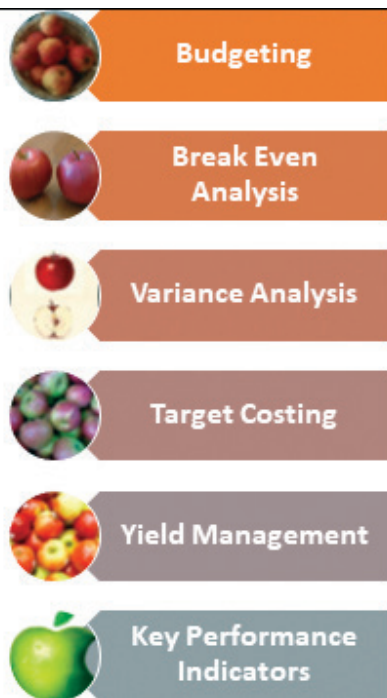 Budgeting
Break Even
Analysis
Variance Analysis
Target Costing
Yield Management
Key Performance
Indicators